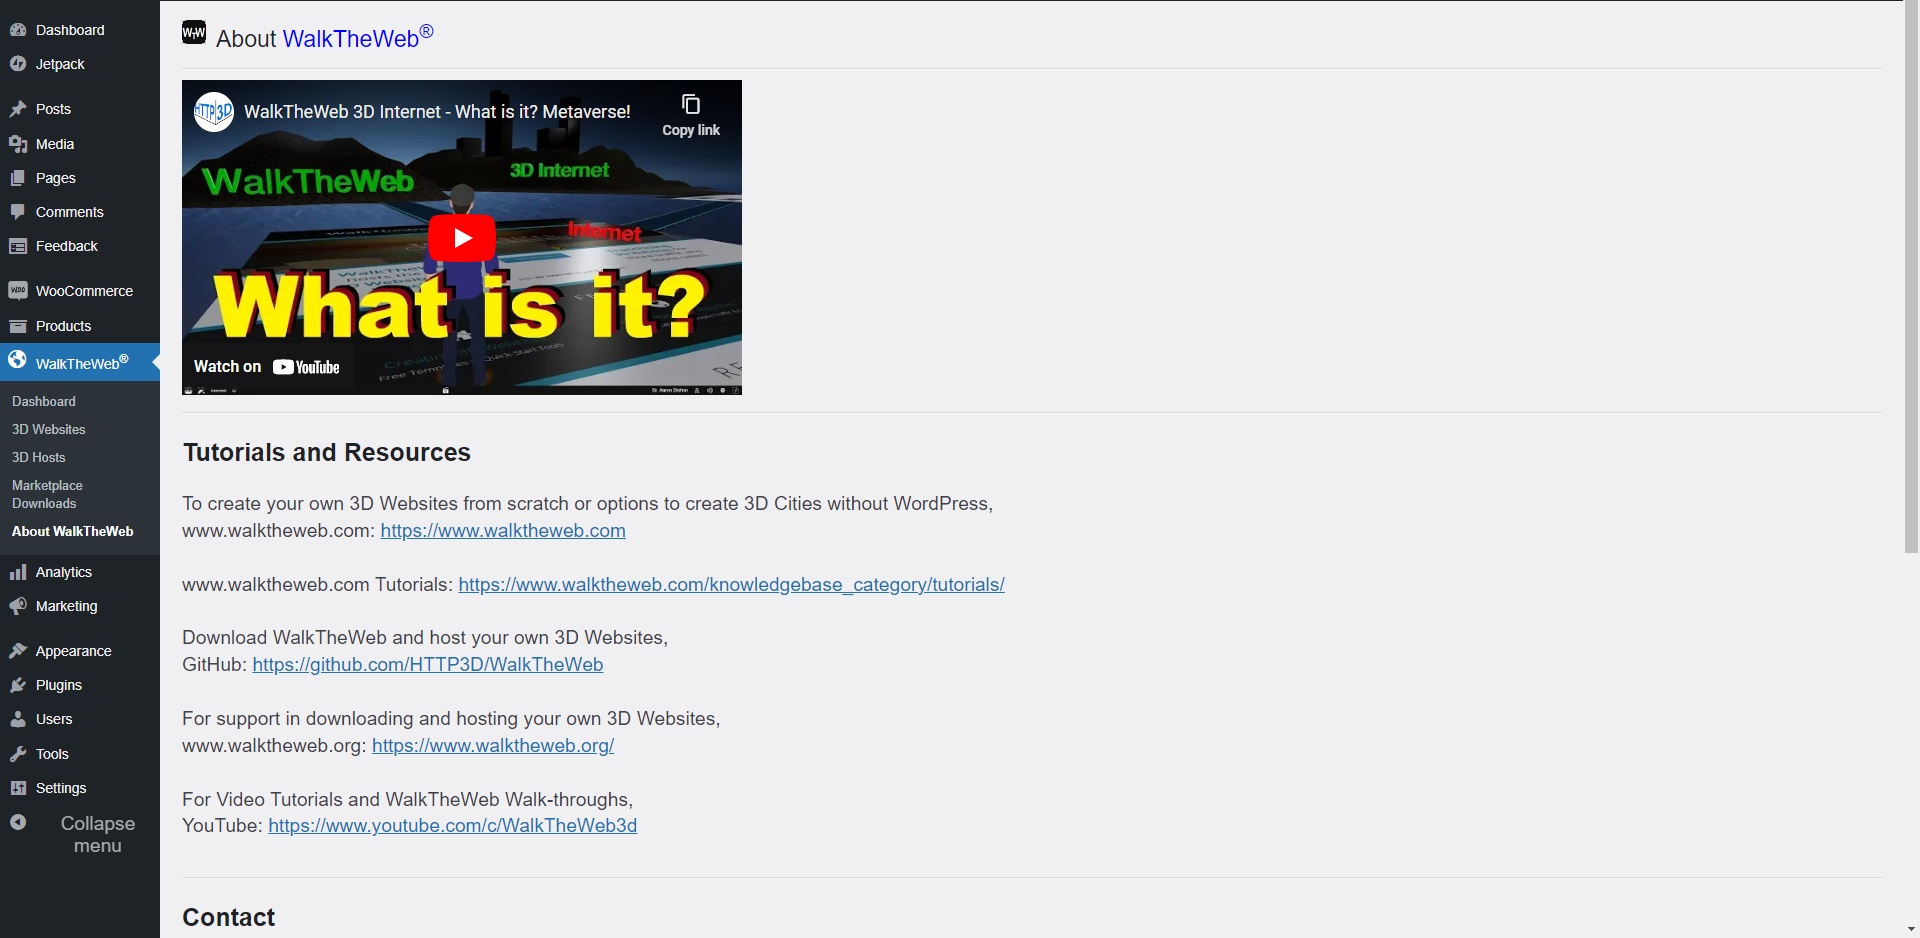 Dashboard
Jetpack
Posts
Media
Pages
Comments
Feedback
WooCommerce
Products
WalkTheWeb®
Dashboard
3D Websites
3D Hosts
Marketplace
Downloads
About WalkTheWeb
Analytics
Marketing
Appearance
Plugins
Users
Tools
Settings
Collapse
menu
WTW About WalkTheWeb®
HTTP3D WalkTheWeb 3D Internet - What is it? Metaverse!
Copy link
WalkTheWeb
3D Internet
Internet
What is it?
Watch on YouTube
Tutorials and Resources
To create your own 3D Websites from scratch or options to create 3D Cities without WordPress,
www.walktheweb.com: https://www.walktheweb.com
www.walktheweb.com Tutorials: https://www.walktheweb.com/knowledgebase_category/tutorials/
Download WalkTheWeb and host your own 3D Websites,
GitHub: https://github.com/HTTP3D/WalkTheWeb
For support in downloading and hosting your own 3D Websites,
www.walktheweb.org: https://www.walktheweb.org/
For Video Tutorials and WalkTheWeb Walk-throughs,
YouTube: https://www.youtube.com/c/WalkTheWeb3d
Contact